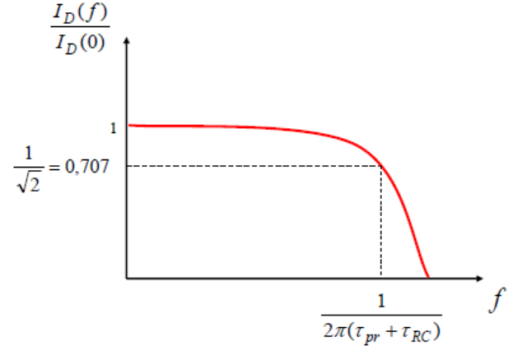 I_D(f)
I_D(0)
1
1
√2 = 0,707
1
2π(τ_pr + τ_RC)
f